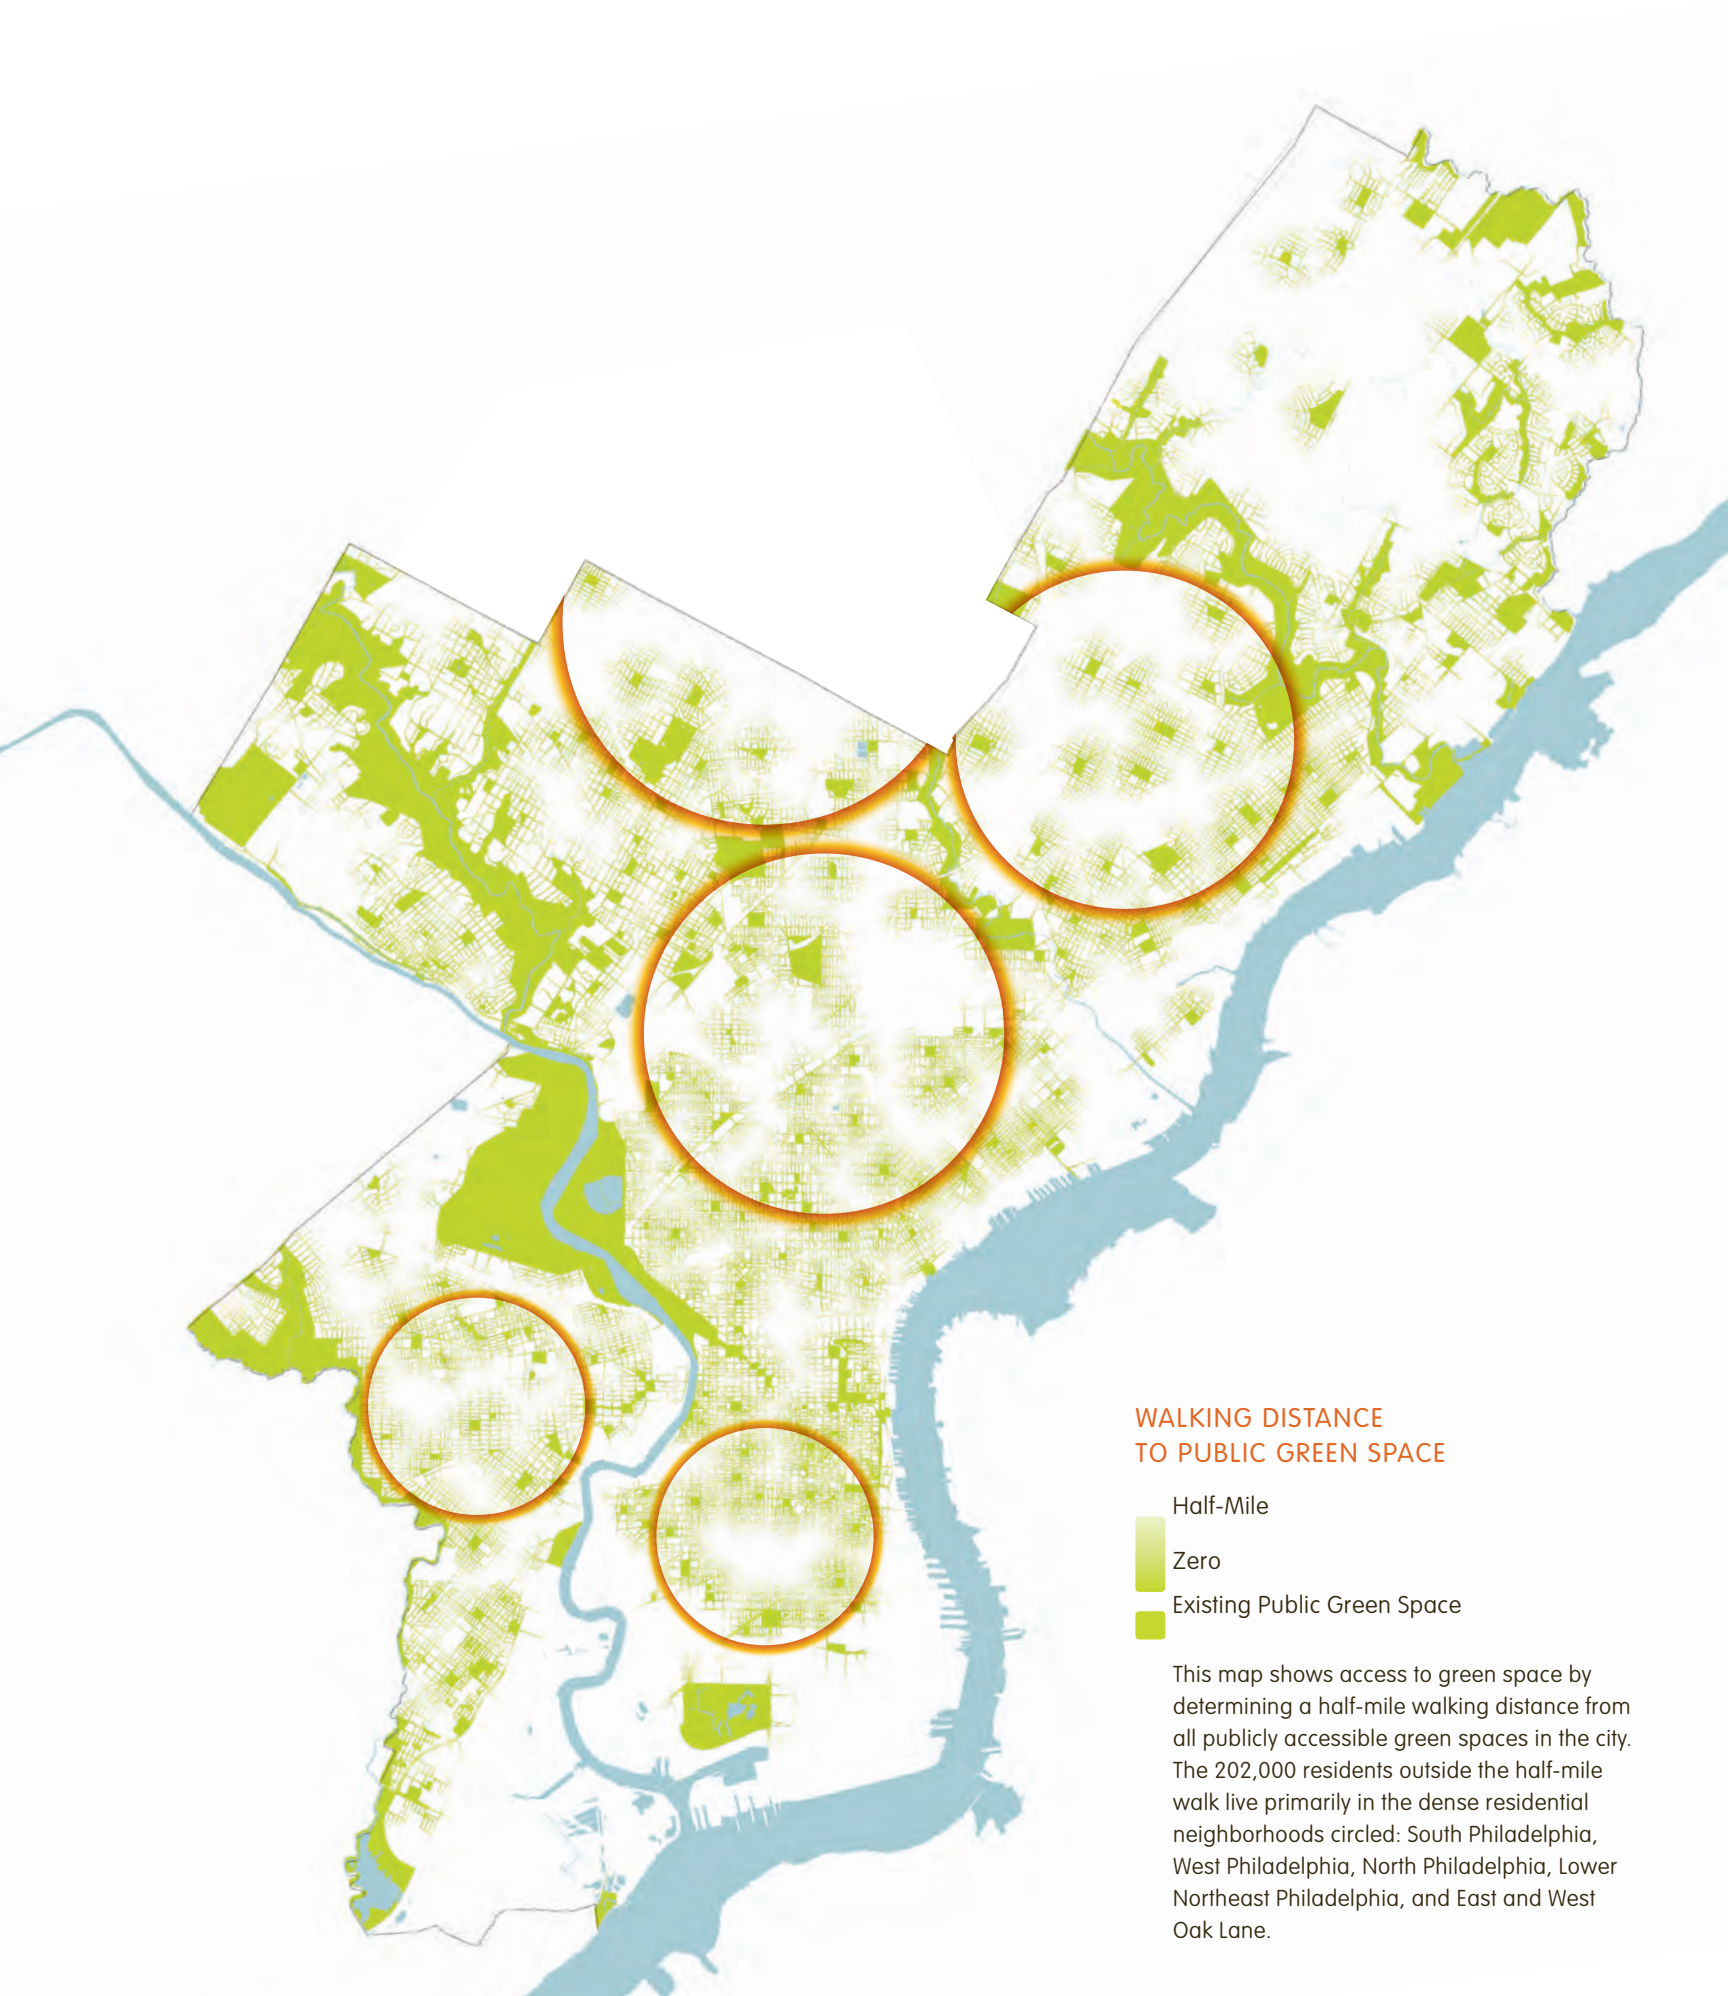 WALKING DISTANCE
TO PUBLIC GREEN SPACE
Half-Mile
Zero
Existing Public Green Space
This map shows access to green space by
determining a half-mile walking distance from
all publicly accessible green spaces in the city.
The 202,000 residents outside the half-mile
walk live primarily in the dense residential
neighborhoods circled: South Philadelphia,
West Philadelphia, North Philadelphia, Lower
Northeast Philadelphia, and East and West
Oak Lane.